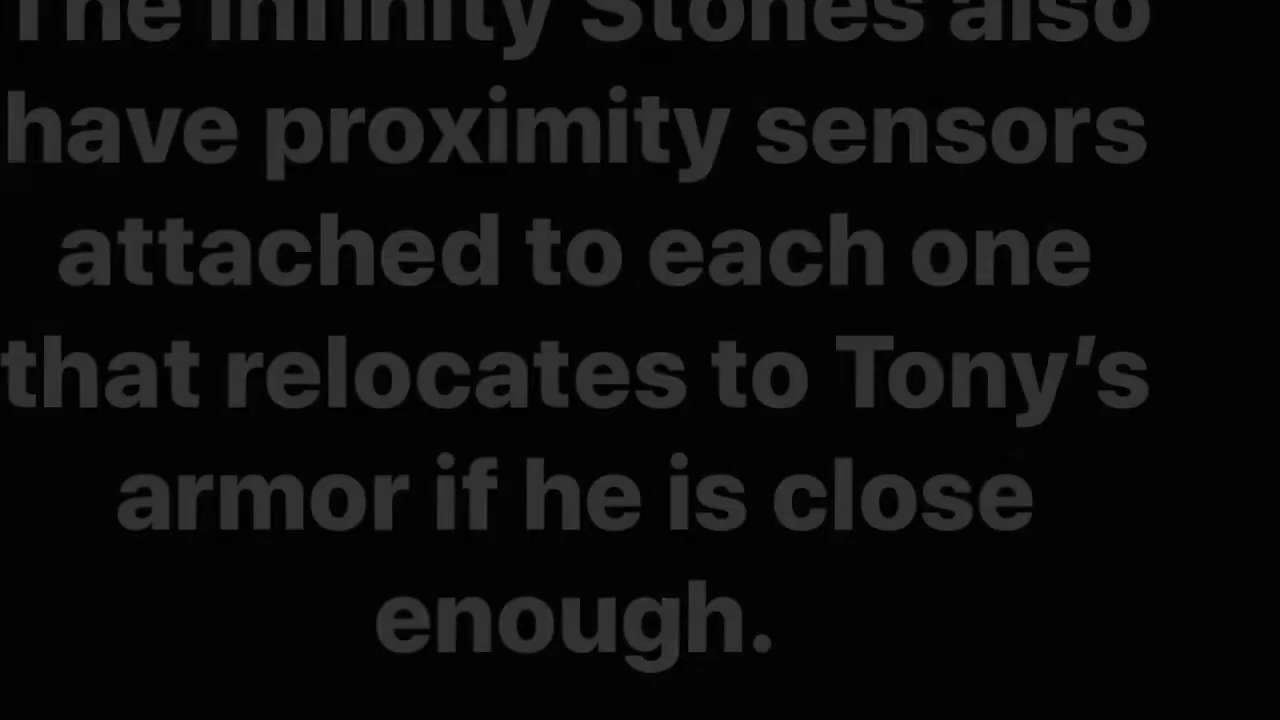 The Infinity Stones also
have proximity sensors
attached to each one
that relocates to Tony’s
armor if he is close
enough.